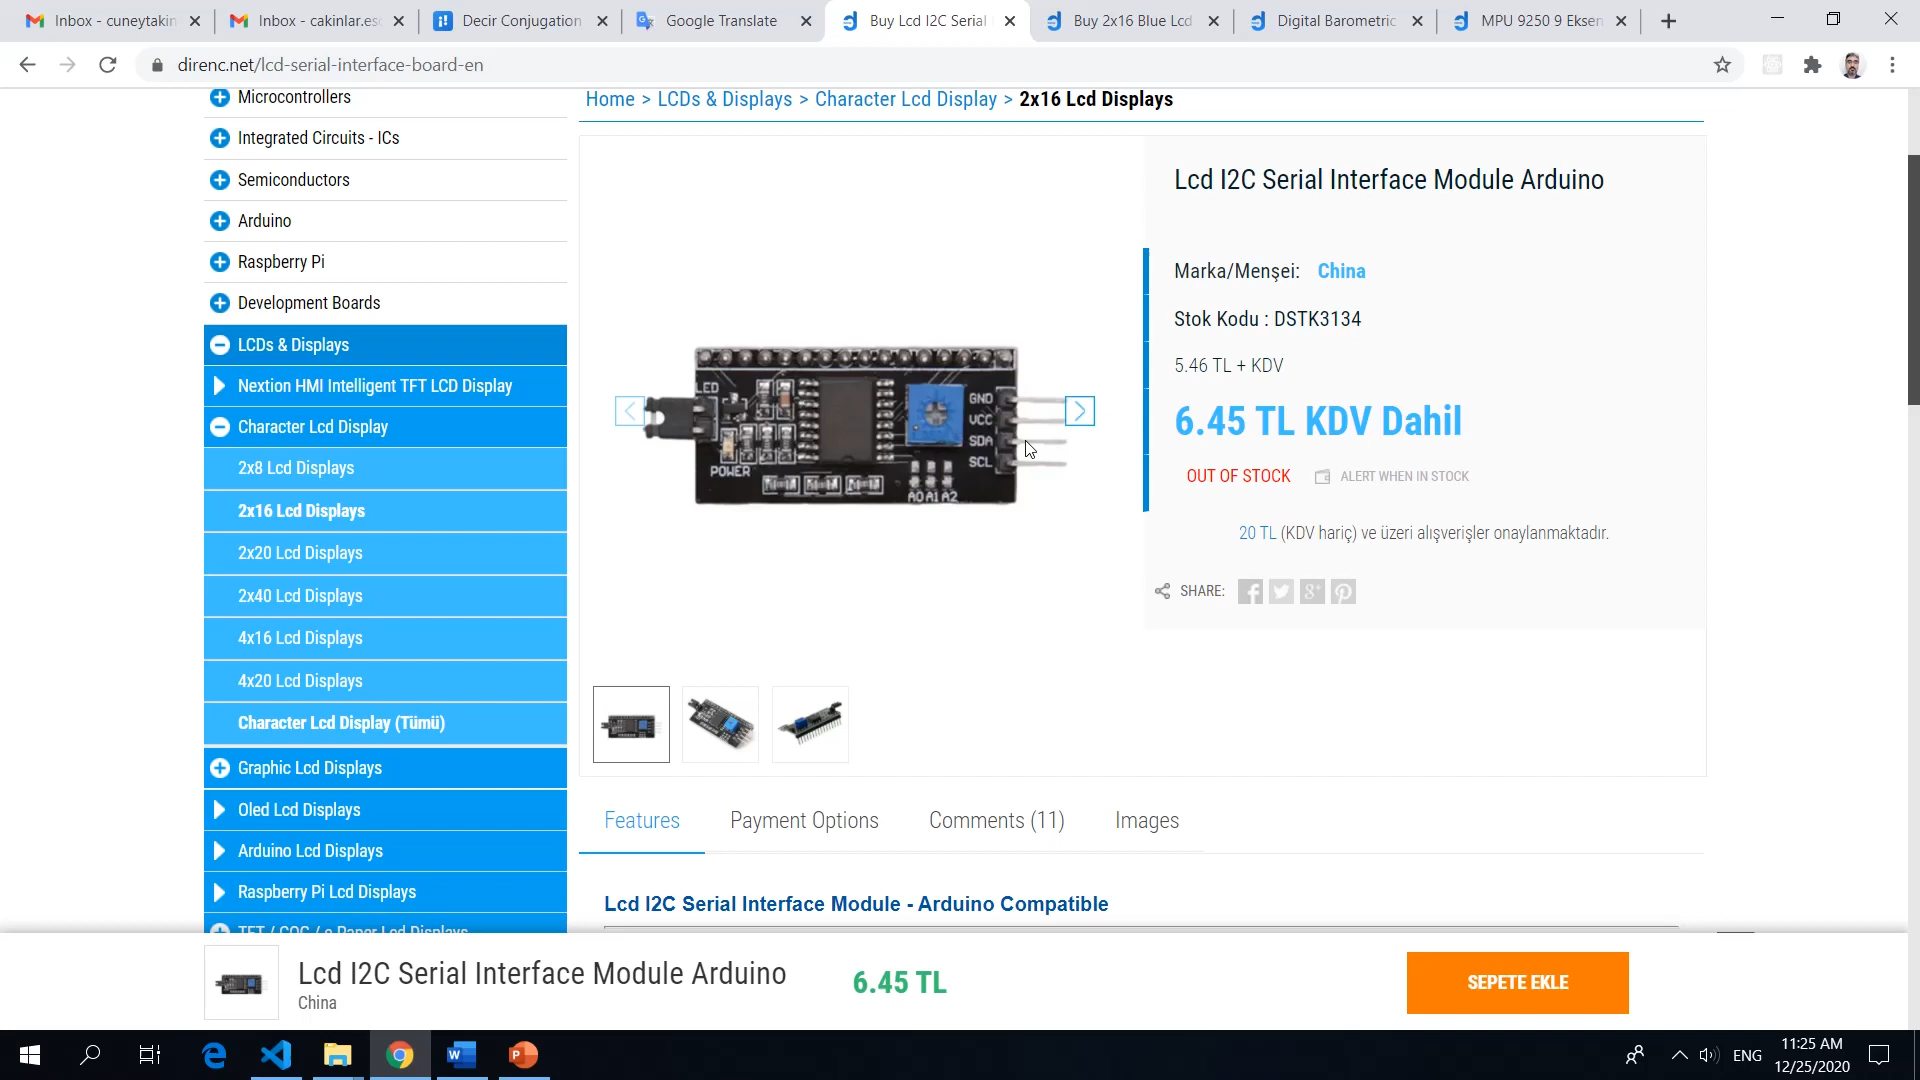 Inbox - cuneytakin
Inbox - cakinlar.esc
Decir Conjugation
Google Translate
Buy Lcd I2C Serial
Buy 2x16 Blue Lcd
Digital Barometric
MPU 9250 9 Eksen
direnc.net/lcd-serial-interface-board-en
Microcontrollers
Integrated Circuits - ICs
Semiconductors
Arduino
Raspberry Pi
Development Boards
LCDs & Displays
Nextion HMI Intelligent TFT LCD Display
Character Lcd Display
2x8 Lcd Displays
2x16 Lcd Displays
2x20 Lcd Displays
2x40 Lcd Displays
4x16 Lcd Displays
4x20 Lcd Displays
Character Lcd Display (Tümü)
Graphic Lcd Displays
Oled Lcd Displays
Arduino Lcd Displays
Raspberry Pi Lcd Displays
Home > LCDs & Displays > Character Lcd Display > 2x16 Lcd Displays
LED
POWER
GND
VCC
SDA
SCL
A0 A1 A2
Lcd I2C Serial Interface Module Arduino
Marka/Menşei: China
Stok Kodu : DSTK3134
5.46 TL + KDV
6.45 TL KDV Dahil
OUT OF STOCK ALERT WHEN IN STOCK
20 TL (KDV hariç) ve üzeri alışverişler onaylanmaktadır.
SHARE:
Features Payment Options Comments (11) Images
Lcd I2C Serial Interface Module - Arduino Compatible
Lcd I2C Serial Interface Module Arduino
China
6.45 TL
SEPETE EKLE
ENG
11:25 AM
12/25/2020